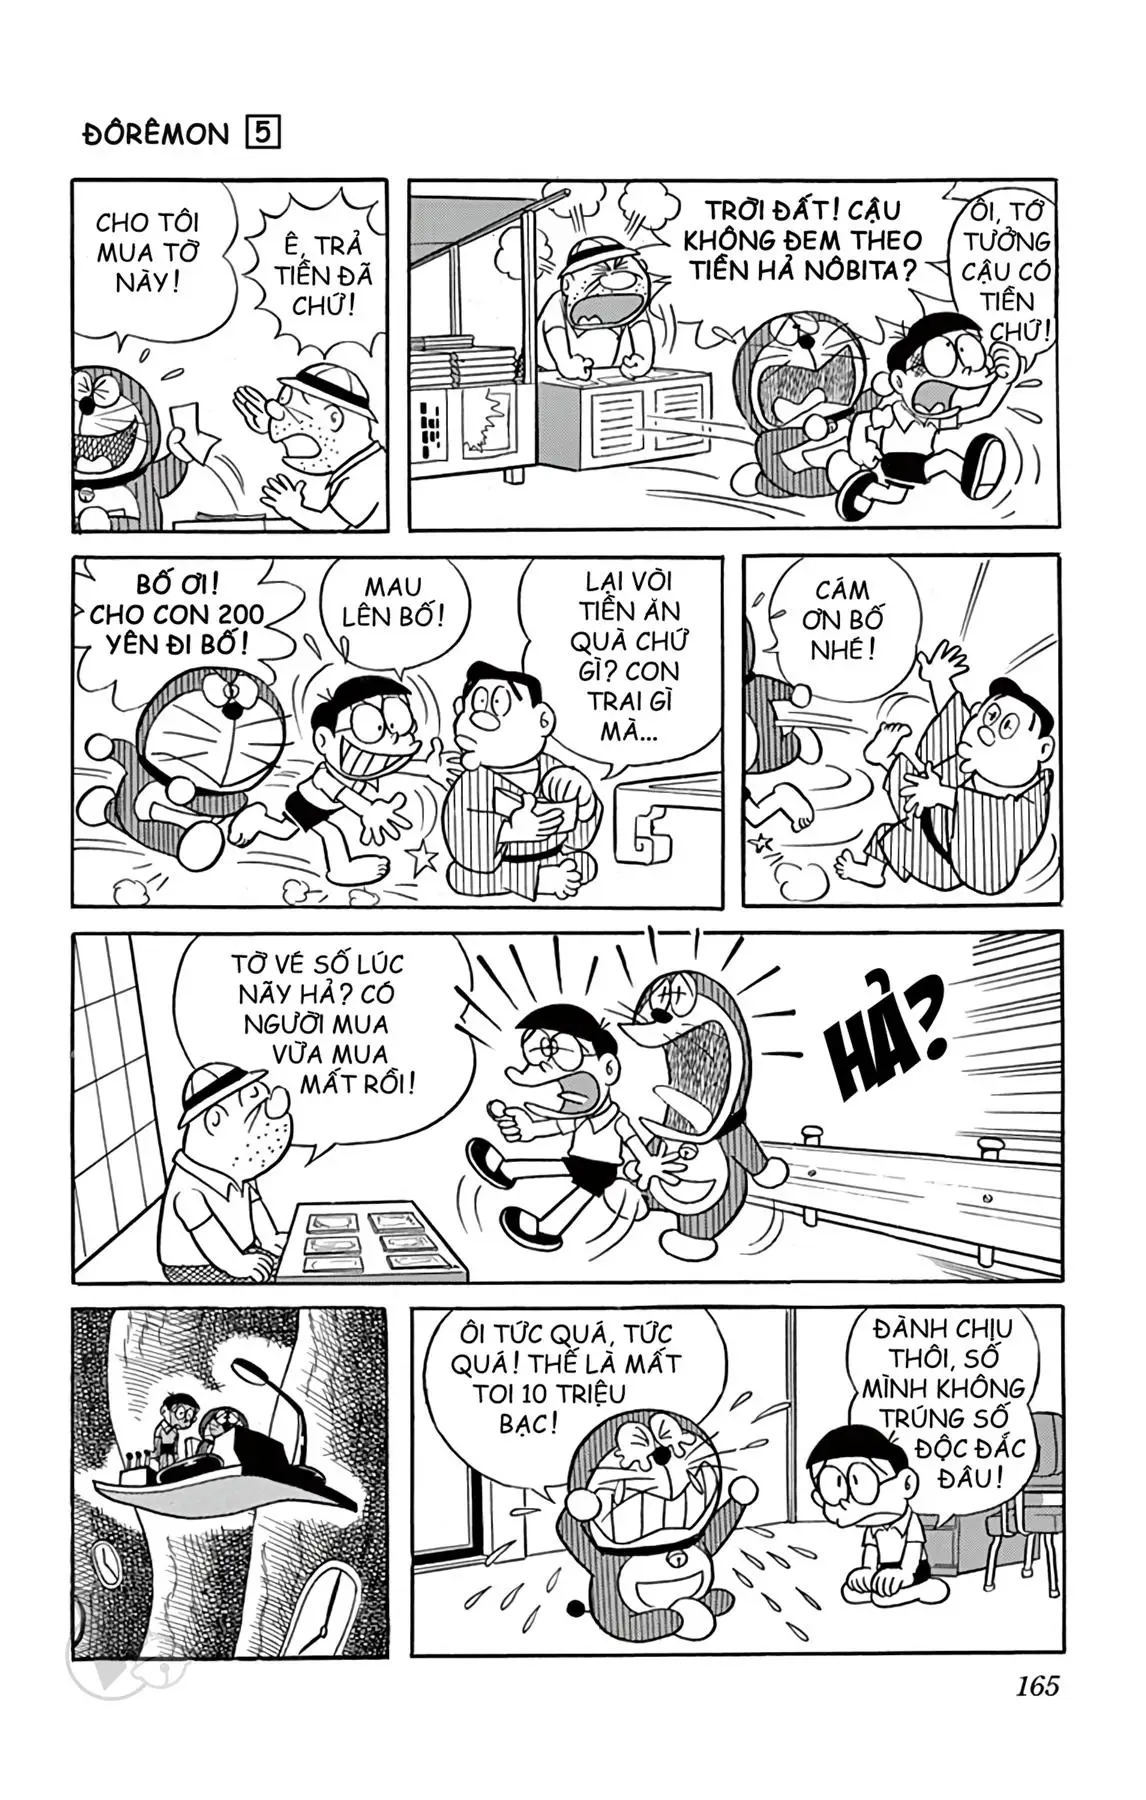 ĐÔRÊMON 5
CHO TÔI
MUA TỜ
NÀY!
Ê, TRẢ
TIỀN ĐÃ
CHỨ!
TRỜI ĐẤT! CẬU
KHÔNG ĐEM THEO
TIỀN HẢ NÔBITA?
ÔI, TỚ
TƯỞNG
CẬU CÓ
TIỀN
CHỨ!
BỐ ƠI!
CHO CON 200
YÊN ĐI BỐ!
MAU
LÊN BỐ!
LẠI VÒI
TIỀN ĂN
QUÀ CHỨ
GÌ? CON
TRAI GÌ
MÀ...
CÁM
ƠN BỐ
NHÉ!
TỜ VÉ SỐ LÚC
NÃY HẢ? CÓ
NGƯỜI MUA
VỪA MUA
MẤT RỒI!
HẢ?
ÔI TỨC QUÁ, TỨC
QUÁ! THẾ LÀ MẤT
TOI 10 TRIỆU
BẠC!
ĐÀNH CHỊU
THÔI, SỐ
MÌNH KHÔNG
TRÚNG SỐ
ĐỘC ĐẮC
ĐÂU!
165